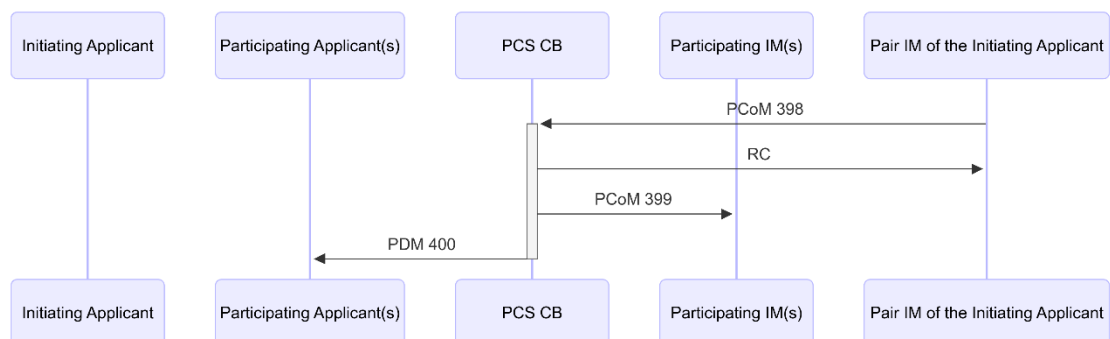 Initiating Applicant
Participating Applicant(s)
PCS CB
Participating IM(s)
Pair IM of the Initiating Applicant
PCoM 398
RC
PCoM 399
PDM 400
Initiating Applicant
Participating Applicant(s)
PCS CB
Participating IM(s)
Pair IM of the Initiating Applicant